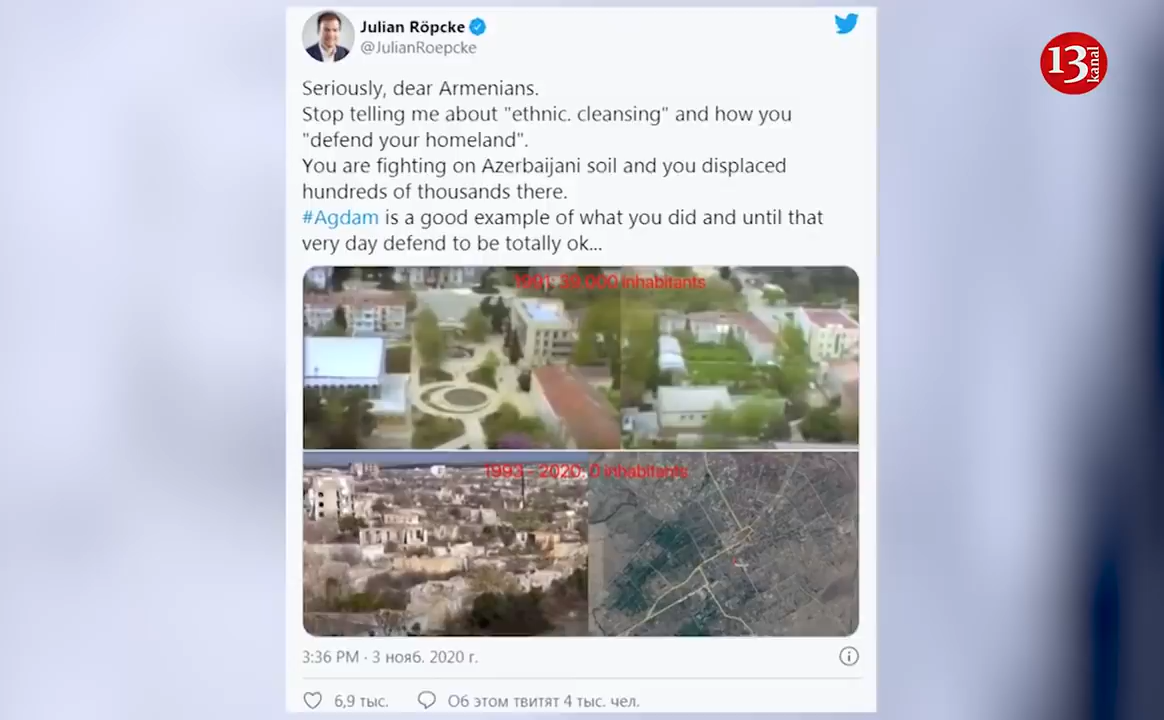 Julian Röpcke
@JulianRoepcke
13
kanal
Seriously, dear Armenians.
Stop telling me about "ethnic. cleansing" and how you
"defend your homeland".
You are fighting on Azerbaijani soil and you displaced
hundreds of thousands there.
#Agdam is a good example of what you did and until that
very day defend to be totally ok...
1991: 39.000 inhabitants
1993 - 2020: 0 inhabitants
3:36 PM · 3 нояб. 2020 г.
6,9 тыс.
Об этом твитят 4 тыс. чел.